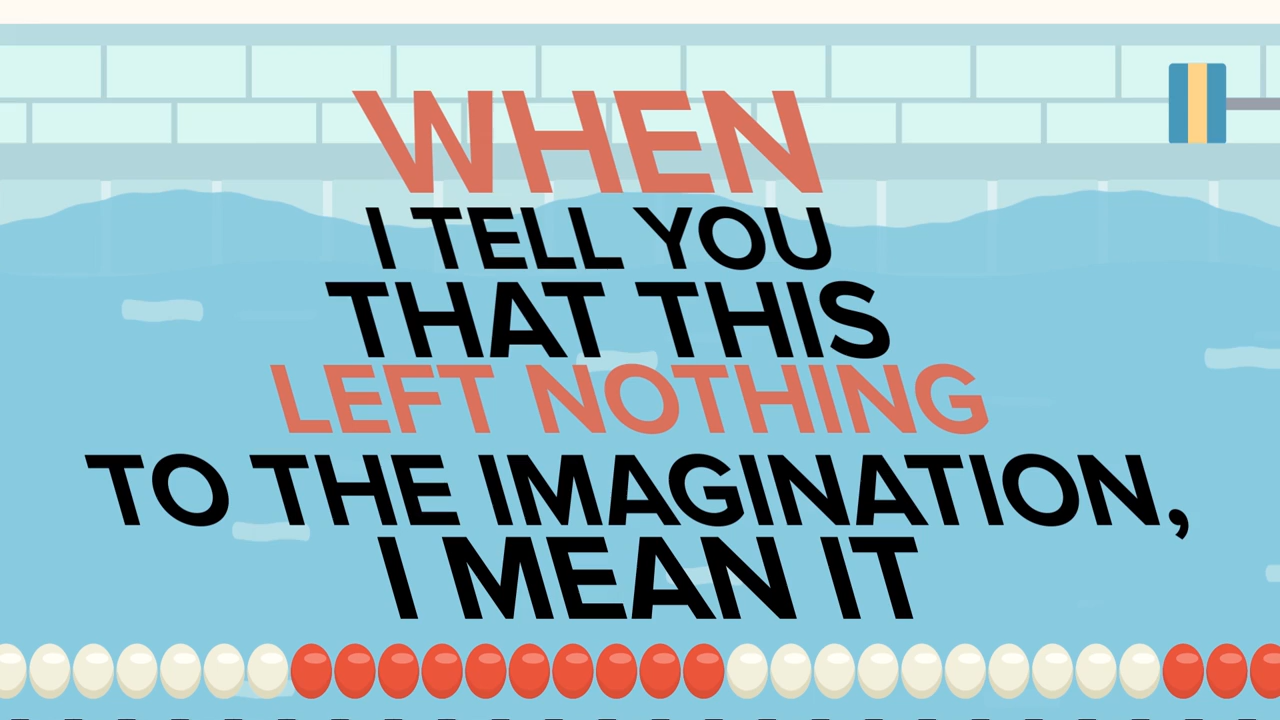 WHEN
I TELL YOU
THAT THIS
LEFT NOTHING
TO THE IMAGINATION,
I MEAN IT